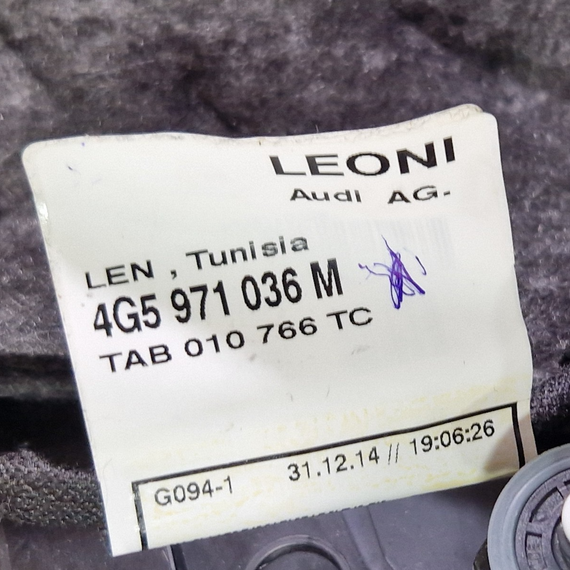 LEONI
Audi AG-
LEN , Tunisia
4G5 971 036 M
TAB 010 766 TC
G094-1 31.12.14 // 19:06:26